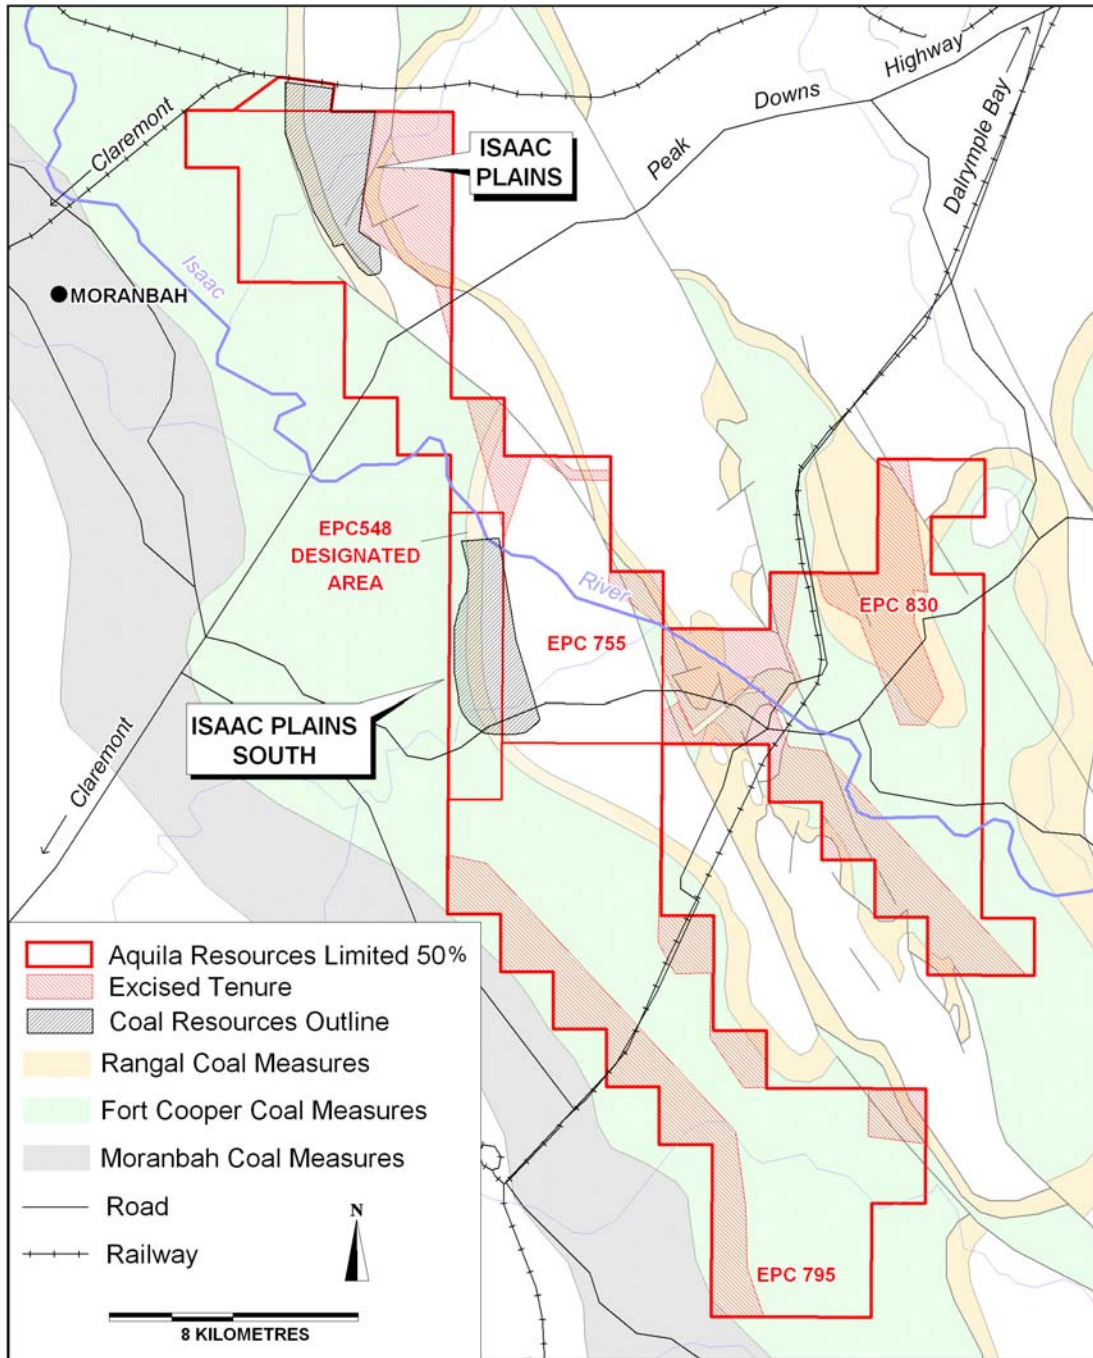 Highway
Downs
Peak
Dalrymple Bay
Claremont
ISAAC
PLAINS
Isaac
MORANBAH
EPC548
DESIGNATED
AREA
River
EPC 830
EPC 755
ISAAC PLAINS
SOUTH
Claremont
Aquila Resources Limited 50%
Excised Tenure
Coal Resources Outline
Rangal Coal Measures
Fort Cooper Coal Measures
Moranbah Coal Measures
Road
N
Railway
EPC 795
8 KILOMETRES